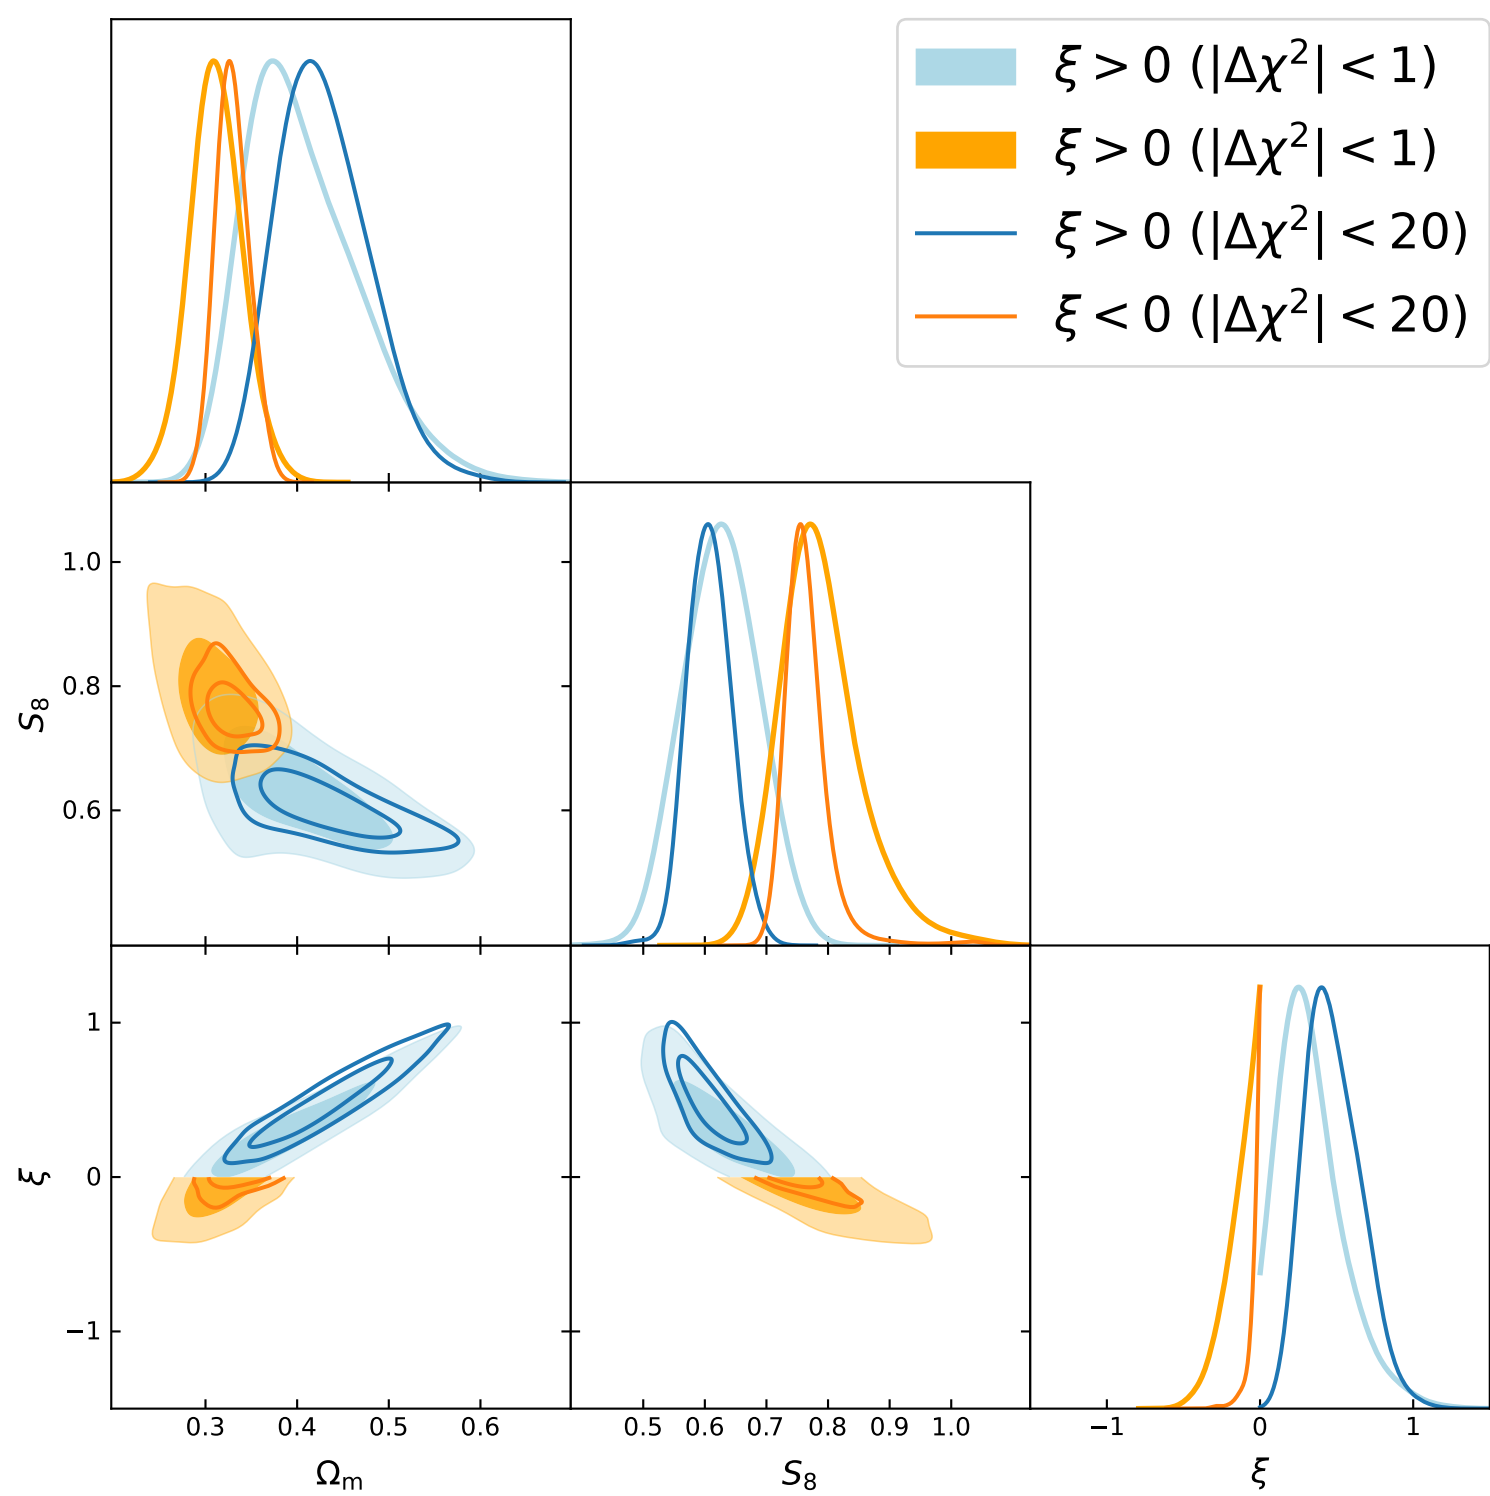 ξ > 0 (|Δχ²| < 1)
ξ > 0 (|Δχ²| < 1)
ξ > 0 (|Δχ²| < 20)
ξ < 0 (|Δχ²| < 20)
1.0
0.8
0.6
S₈
1
0
−1
ξ
0.3 0.4 0.5 0.6
0.5 0.6 0.7 0.8 0.9 1.0
−1 0 1
Ωₘ
S₈
ξ